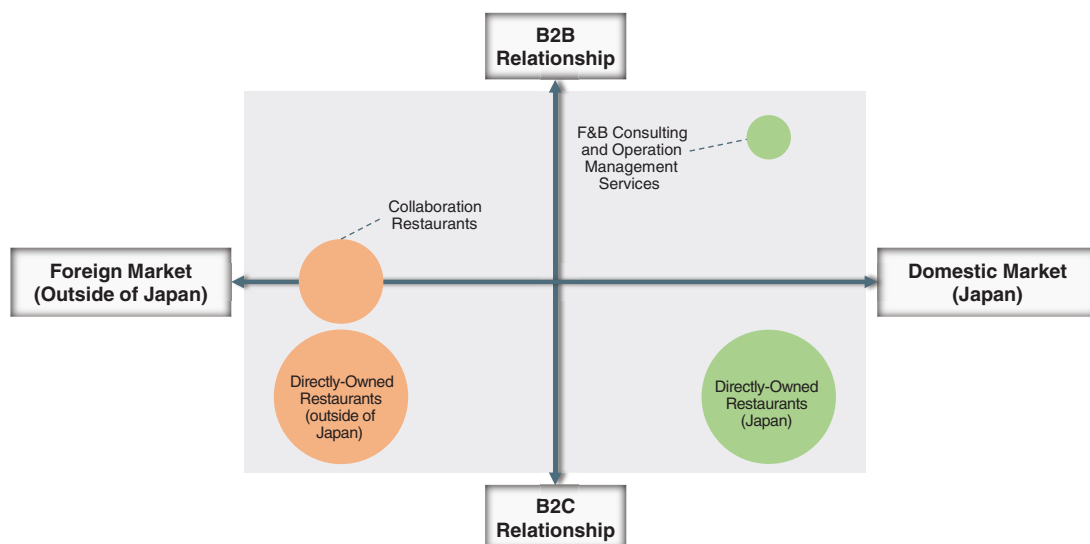 B2B
Relationship
F&B Consulting
and Operation
Management
Services
Collaboration
Restaurants
Foreign Market
(Outside of Japan)
Domestic Market
(Japan)
Directly-Owned
Restaurants
(outside of
Japan)
Directly-Owned
Restaurants
(Japan)
B2C
Relationship